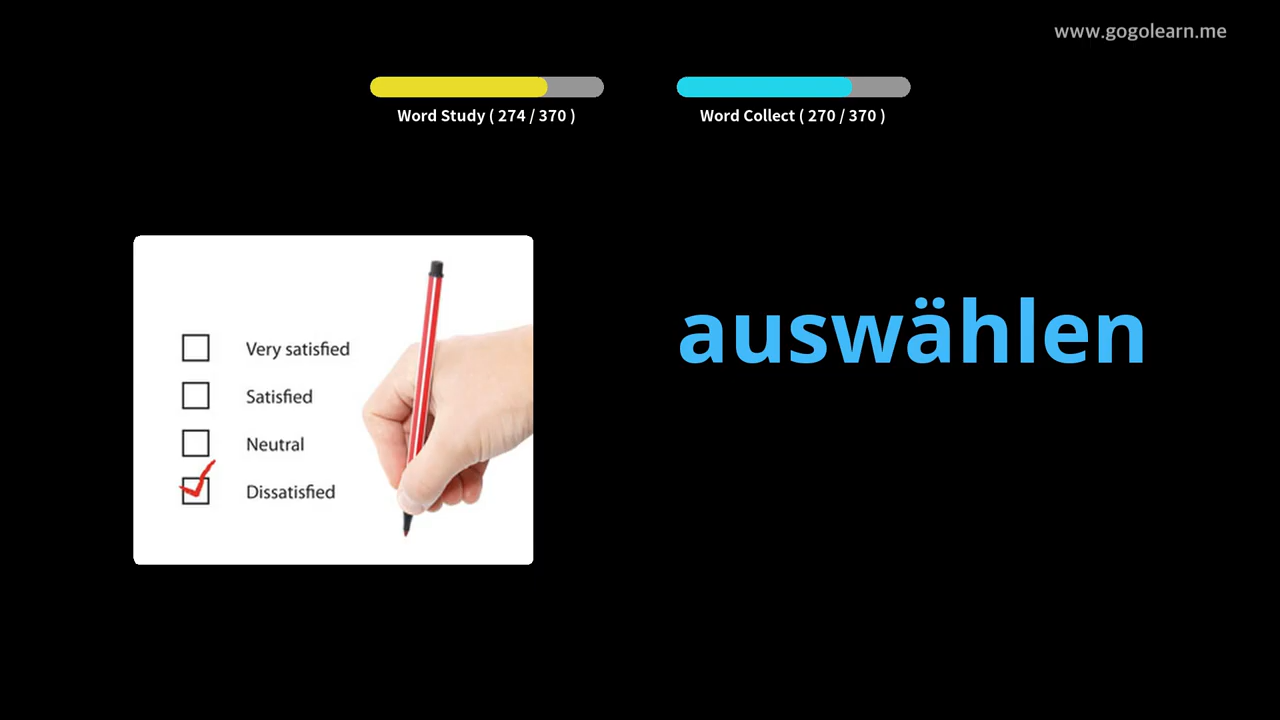 www.gogolearn.me
Word Study ( 274 / 370 )
Word Collect ( 270 / 370 )
auswählen
Very satisfied
Satisfied
Neutral
Dissatisfied